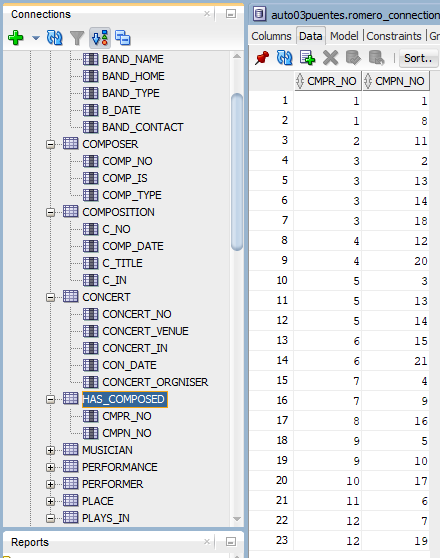 Connections
BAND_NAME
BAND_HOME
BAND_TYPE
B_DATE
BAND_CONTACT
COMPOSER
COMP_NO
COMP_IS
COMP_TYPE
COMPOSITION
C_NO
COMP_DATE
C_TITLE
C_IN
CONCERT
CONCERT_NO
CONCERT_VENUE
CONCERT_IN
CON_DATE
CONCERT_ORGNISER
HAS_COMPOSED
CMPR_NO
CMPN_NO
MUSICIAN
PERFORMANCE
PERFORMER
PLACE
PLAYS_IN
Reports
auto03puentes.romero_connection
Columns Data Model Constraints Gr
Sort..
CMPR_NO CMPN_NO
1 1 1
2 1 8
3 2 11
4 3 2
5 3 13
6 3 14
7 3 18
8 4 12
9 4 20
10 5 3
11 5 13
12 5 14
13 6 15
14 6 21
15 7 4
16 7 9
17 8 16
18 9 5
19 9 10
20 10 17
21 11 6
22 12 7
23 12 19